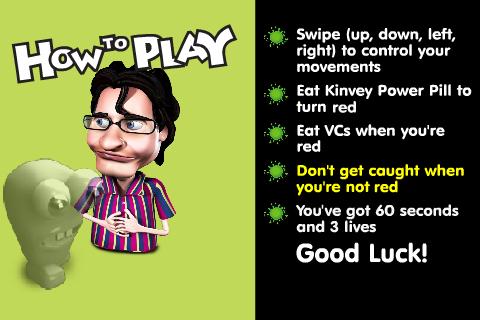 HOW TO PLAY
Swipe (up, down, left,
right) to control your
movements
Eat Kinvey Power Pill to
turn red
Eat VCs when you're
red
Don't get caught when
you're not red
You've got 60 seconds
and 3 lives
Good Luck!